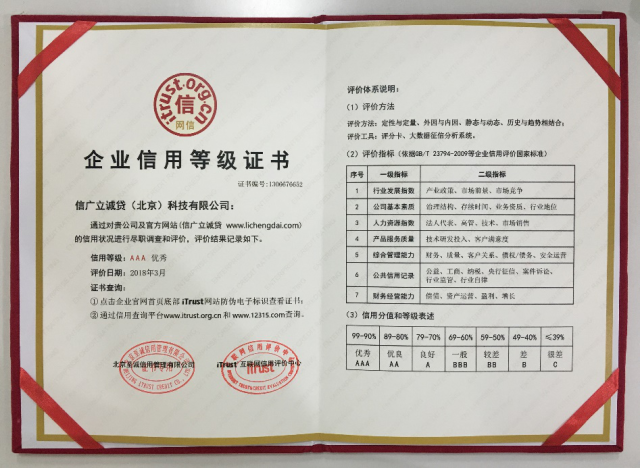 itrust.org.cn
信
网信
企业信用等级证书
证书编号:1306676652
信广立诚贷（北京）科技有限公司：
通过对贵公司及官方网站(信广立诚贷 www.lichengdai.com)
的信用状况进行尽职调查和评价，评价结果记录如下。
信用等级：AAA 优秀
评价日期：2018年3月
证书查询：
①点击企业官网首页底部 iTrust网站防伪电子标识查看证书；
②通过信用查询平台www.itrust.org.cn 和 www.12315.com查询。
北京至诚信用管理有限公司
iTrust 互联网信用评价中心
iTrust
评价体系说明：
（1）评价方法
评价方法：定性与定量、外因与内因、静态与动态、历史与趋势相结合；
评价工具：评分卡、大数据征信分析系统。
（2）评价指标（依据GB/T 23794-2009等企业信用评价国家标准）
序号 一级指标 二级指标
1 行业发展指数 产业政策、市场前景、市场竞争
2 公司基本素质 治理结构、存续时间、业务资质、行业地位
3 人力资源指数 法人代表、高管、技术、市场销售
4 产品服务质量 技术研发投入、客户满意度
5 综合管理能力 财务、质量、客户关系、债权/债务、安全运营
6 公共信用记录 公益、工商、纳税、央行征信、案件诉讼、
行业监管、行业自律
7 财务经营能力 偿债、资产运营、盈利、增长
（3）信用分值和等级表述
99-90% 89-80% 79-70% 69-60% 59-50% 49-40% ≤39%
优秀 优良 良好 一般 较差 差 很差
AAA AA A BBB BB B C